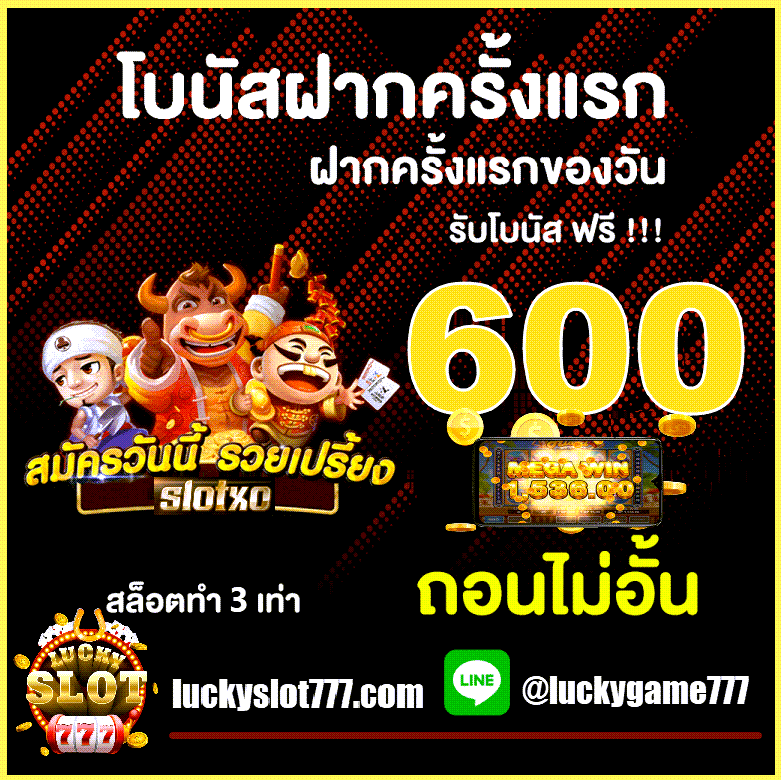 โบนัสฝากครั้งแรก
ฝากครั้งแรกของวัน
รับโบนัส ฟรี !!!
600
MEGA WIN
1,536.00
สมัครวันนี้ รวยเปรี้ยง
slotxo
ถอนไม่อั้น
สล็อตทำ 3 เท่า
LUCKY
SLOT
777
luckyslot777.com
LINE
@luckygame777